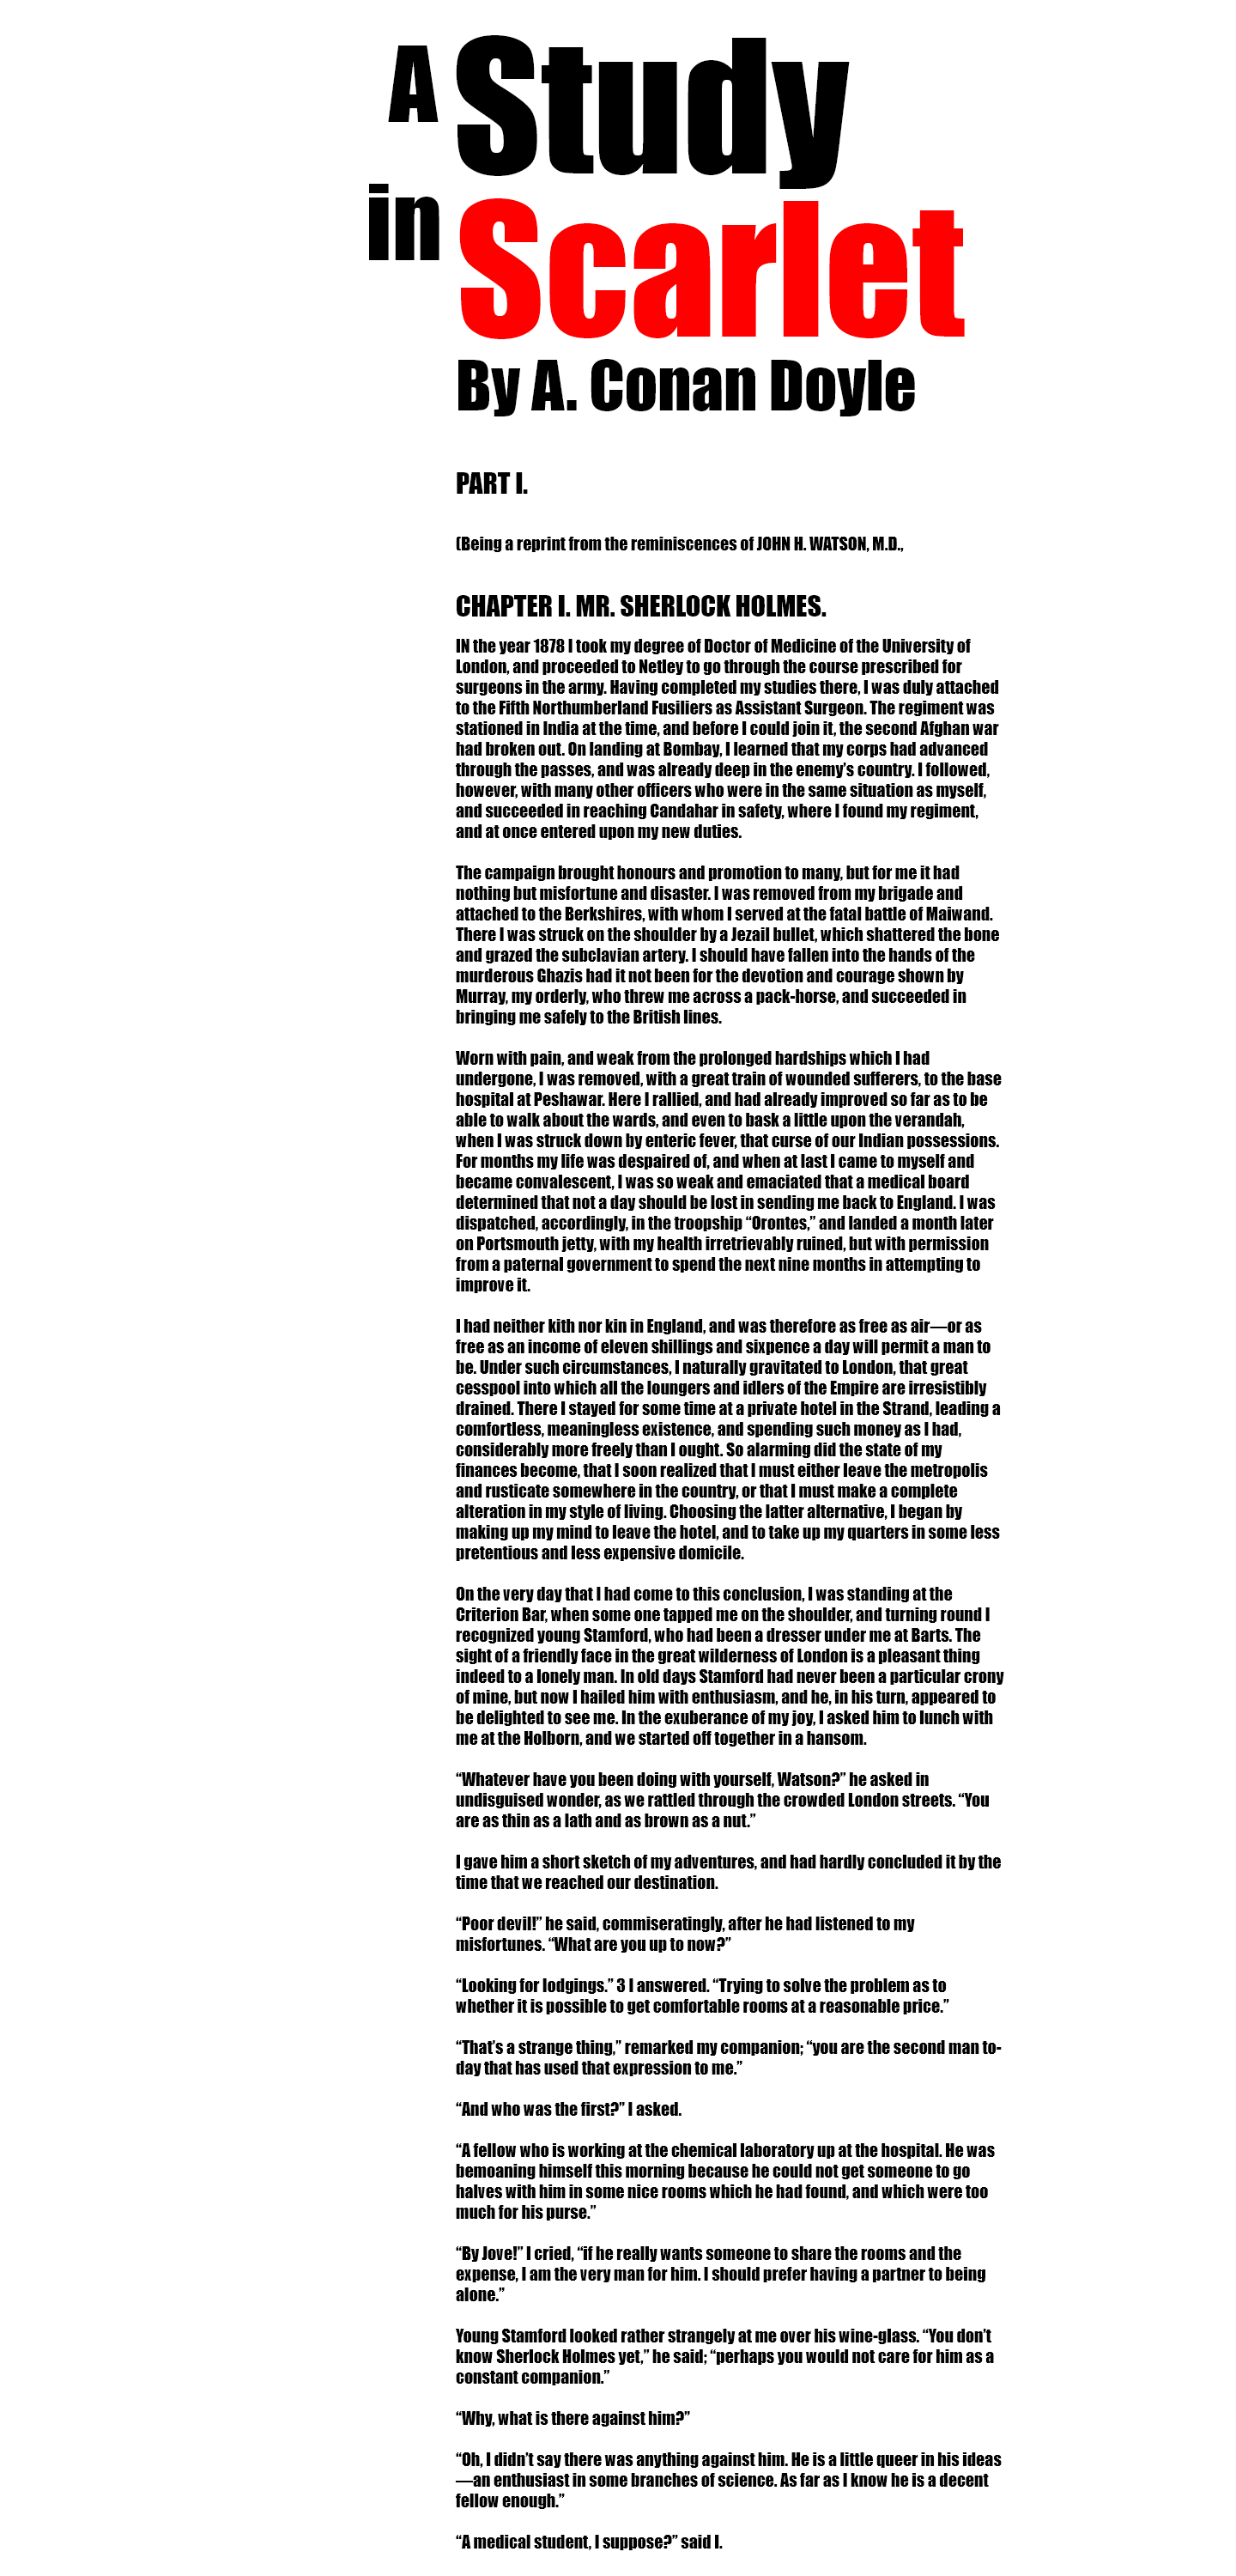 A Study
in Scarlet
By A. Conan Doyle
PART I.
(Being a reprint from the reminiscences of JOHN H. WATSON, M.D.,
CHAPTER I. MR. SHERLOCK HOLMES.
IN the year 1878 I took my degree of Doctor of Medicine of the University of
London, and proceeded to Netley to go through the course prescribed for
surgeons in the army. Having completed my studies there, I was duly attached
to the Fifth Northumberland Fusiliers as Assistant Surgeon. The regiment was
stationed in India at the time, and before I could join it, the second Afghan war
had broken out. On landing at Bombay, I learned that my corps had advanced
through the passes, and was already deep in the enemy’s country. I followed,
however, with many other officers who were in the same situation as myself,
and succeeded in reaching Candahar in safety, where I found my regiment,
and at once entered upon my new duties.
The campaign brought honours and promotion to many, but for me it had
nothing but misfortune and disaster. I was removed from my brigade and
attached to the Berkshires, with whom I served at the fatal battle of Maiwand.
There I was struck on the shoulder by a Jezail bullet, which shattered the bone
and grazed the subclavian artery. I should have fallen into the hands of the
murderous Ghazis had it not been for the devotion and courage shown by
Murray, my orderly, who threw me across a pack-horse, and succeeded in
bringing me safely to the British lines.
Worn with pain, and weak from the prolonged hardships which I had
undergone, I was removed, with a great train of wounded sufferers, to the base
hospital at Peshawar. Here I rallied, and had already improved so far as to be
able to walk about the wards, and even to bask a little upon the verandah,
when I was struck down by enteric fever, that curse of our Indian possessions.
For months my life was despaired of, and when at last I came to myself and
became convalescent, I was so weak and emaciated that a medical board
determined that not a day should be lost in sending me back to England. I was
dispatched, accordingly, in the troopship “Orontes,” and landed a month later
on Portsmouth jetty, with my health irretrievably ruined, but with permission
from a paternal government to spend the next nine months in attempting to
improve it.
I had neither kith nor kin in England, and was therefore as free as air—or as
free as an income of eleven shillings and sixpence a day will permit a man to
be. Under such circumstances, I naturally gravitated to London, that great
cesspool into which all the loungers and idlers of the Empire are irresistibly
drained. There I stayed for some time at a private hotel in the Strand, leading a
comfortless, meaningless existence, and spending such money as I had,
considerably more freely than I ought. So alarming did the state of my
finances become, that I soon realized that I must either leave the metropolis
and rusticate somewhere in the country, or that I must make a complete
alteration in my style of living. Choosing the latter alternative, I began by
making up my mind to leave the hotel, and to take up my quarters in some less
pretentious and less expensive domicile.
On the very day that I had come to this conclusion, I was standing at the
Criterion Bar, when some one tapped me on the shoulder, and turning round I
recognized young Stamford, who had been a dresser under me at Barts. The
sight of a friendly face in the great wilderness of London is a pleasant thing
indeed to a lonely man. In old days Stamford had never been a particular crony
of mine, but now I hailed him with enthusiasm, and he, in his turn, appeared to
be delighted to see me. In the exuberance of my joy, I asked him to lunch with
me at the Holborn, and we started off together in a hansom.
“Whatever have you been doing with yourself, Watson?” he asked in
undisguised wonder, as we rattled through the crowded London streets. “You
are as thin as a lath and as brown as a nut.”
I gave him a short sketch of my adventures, and had hardly concluded it by the
time that we reached our destination.
“Poor devil!” he said, commiseratingly, after he had listened to my
misfortunes. “What are you up to now?”
“Looking for lodgings.” 3 I answered. “Trying to solve the problem as to
whether it is possible to get comfortable rooms at a reasonable price.”
“That’s a strange thing,” remarked my companion; “you are the second man to-
day that has used that expression to me.”
“And who was the first?” I asked.
“A fellow who is working at the chemical laboratory up at the hospital. He was
bemoaning himself this morning because he could not get someone to go
halves with him in some nice rooms which he had found, and which were too
much for his purse.”
“By Jove!” I cried, “if he really wants someone to share the rooms and the
expense, I am the very man for him. I should prefer having a partner to being
alone.”
Young Stamford looked rather strangely at me over his wine-glass. “You don’t
know Sherlock Holmes yet,” he said; “perhaps you would not care for him as a
constant companion.”
“Why, what is there against him?”
“Oh, I didn’t say there was anything against him. He is a little queer in his ideas
—an enthusiast in some branches of science. As far as I know he is a decent
fellow enough.”
“A medical student, I suppose?” said I.